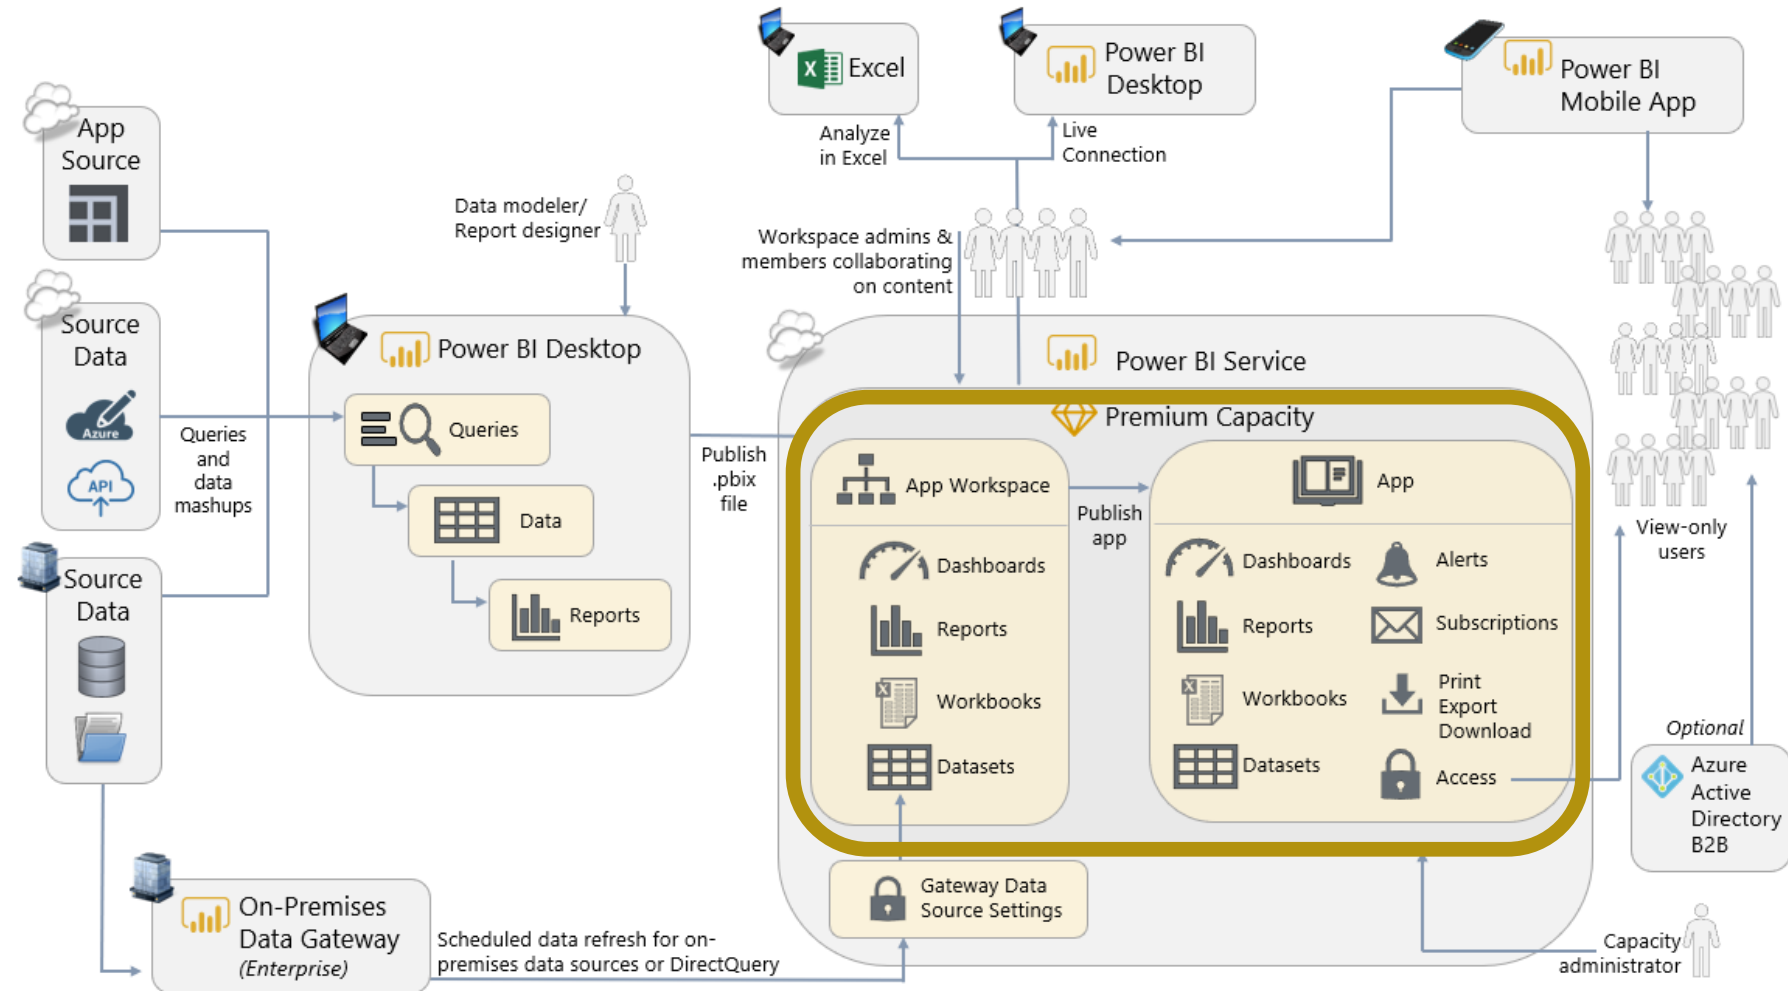 Excel
Power BI
Desktop
Power BI
Mobile App
Analyze
in Excel
Live
Connection
App
Source
Data modeler/
Report designer
Workspace admins &
members collaborating
on content
Source
Data
Azure
API
Queries
and
data
mashups
Power BI Desktop
Queries
Data
Reports
Publish
.pbix
file
Power BI Service
Premium Capacity
App Workspace
Dashboards
Reports
Workbooks
Datasets
Publish
app
App
Dashboards
Reports
Workbooks
Datasets
Alerts
Subscriptions
Print
Export
Download
Access
View-only
users
Optional
Azure
Active
Directory
B2B
Source
Data
On-Premises
Data Gateway
(Enterprise)
Scheduled data refresh for on-
premises data sources or DirectQuery
Gateway Data
Source Settings
Capacity
administrator